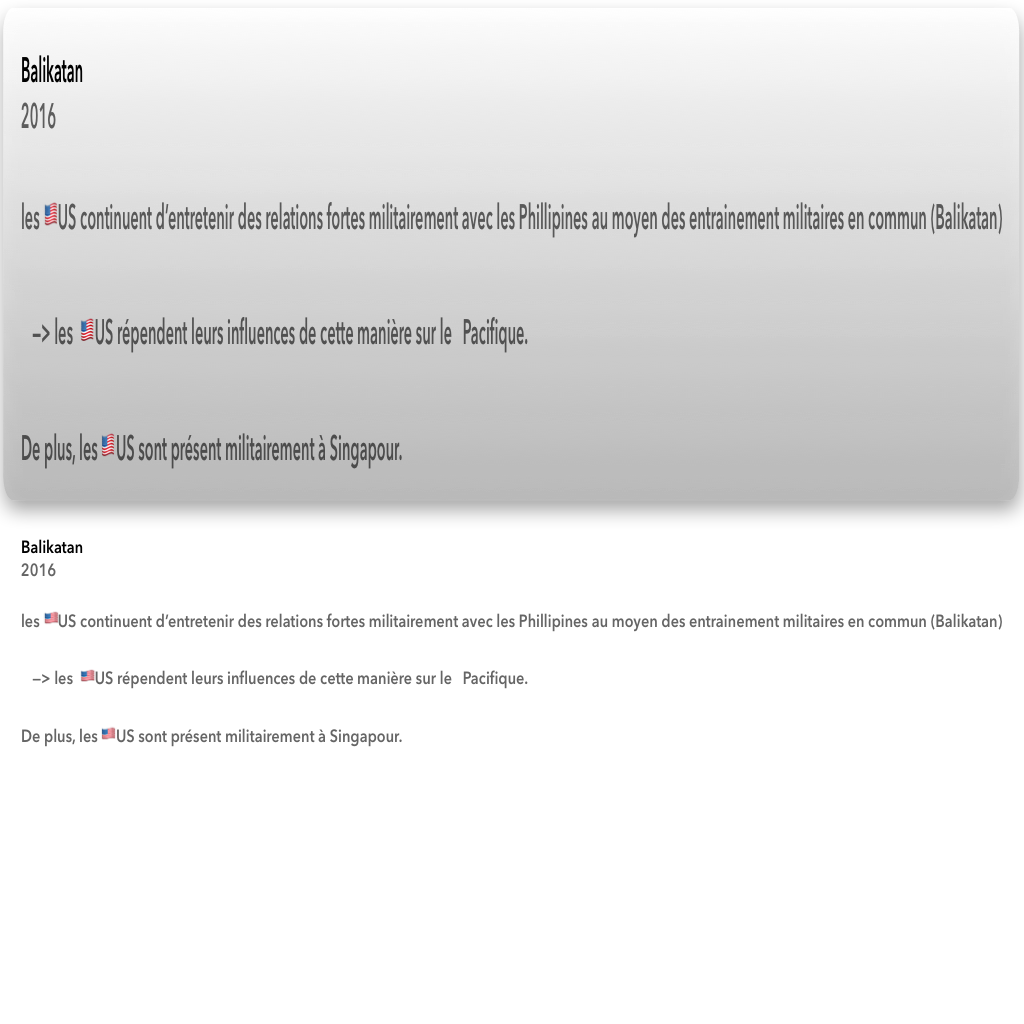 Balikatan
2016
les 🇺🇸US continuent d’entretenir des relations fortes militairement avec les Phillipines au moyen des entrainement militaires en commun (Balikatan)
–> les 🇺🇸US répendent leurs influences de cette manière sur le Pacifique.
De plus, les 🇺🇸US sont présent militairement à Singapour.
Balikatan
2016
les 🇺🇸US continuent d’entretenir des relations fortes militairement avec les Phillipines au moyen des entrainement militaires en commun (Balikatan)
–> les 🇺🇸US répendent leurs influences de cette manière sur le Pacifique.
De plus, les 🇺🇸US sont présent militairement à Singapour.